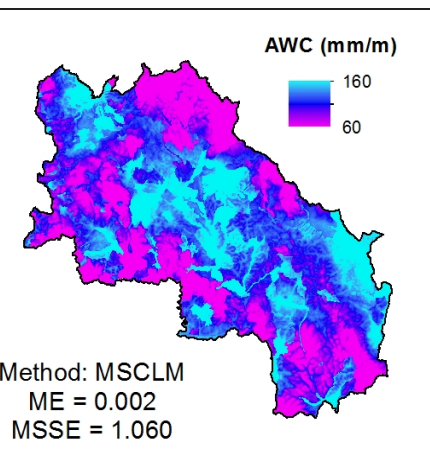 AWC (mm/m)
160
60
Method: MSCLM
ME = 0.002
MSSE = 1.060